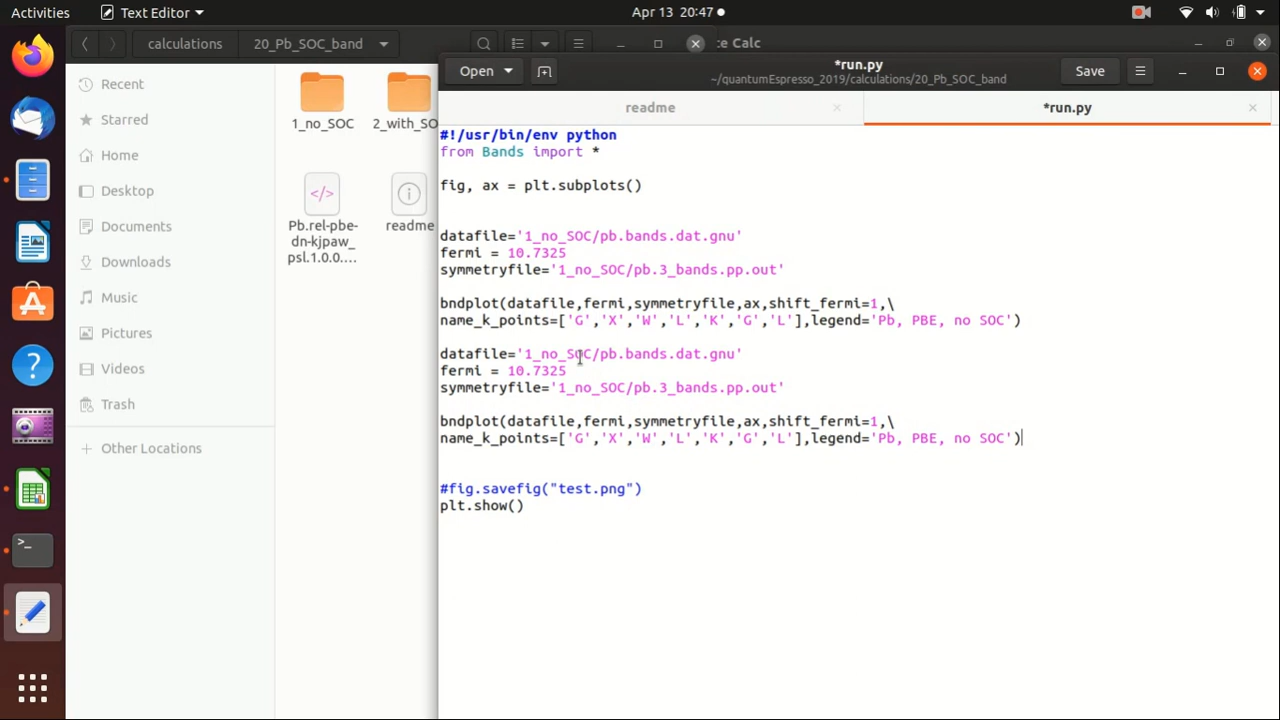 Activities
Text Editor
Apr 13 20:47
calculations
20_Pb_SOC_band
ce Calc
Recent
Starred
Home
Desktop
Documents
Downloads
Music
Pictures
Videos
Trash
Other Locations
1_no_SOC
2_with_SO
Pb.rel-pbe-
dn-kjpaw_
psl.1.0.0....
readme
Open
*run.py
~/quantumEspresso_2019/calculations/20_Pb_SOC_band
Save
readme
*run.py
#!/usr/bin/env python
from Bands import *
fig, ax = plt.subplots()
datafile='1_no_SOC/pb.bands.dat.gnu'
fermi = 10.7325
symmetryfile='1_no_SOC/pb.3_bands.pp.out'
bndplot(datafile,fermi,symmetryfile,ax,shift_fermi=1,\
name_k_points=['G','X','W','L','K','G','L'],legend='Pb, PBE, no SOC')
datafile='1_no_SOC/pb.bands.dat.gnu'
fermi = 10.7325
symmetryfile='1_no_SOC/pb.3_bands.pp.out'
bndplot(datafile,fermi,symmetryfile,ax,shift_fermi=1,\
name_k_points=['G','X','W','L','K','G','L'],legend='Pb, PBE, no SOC')
#fig.savefig("test.png")
plt.show()